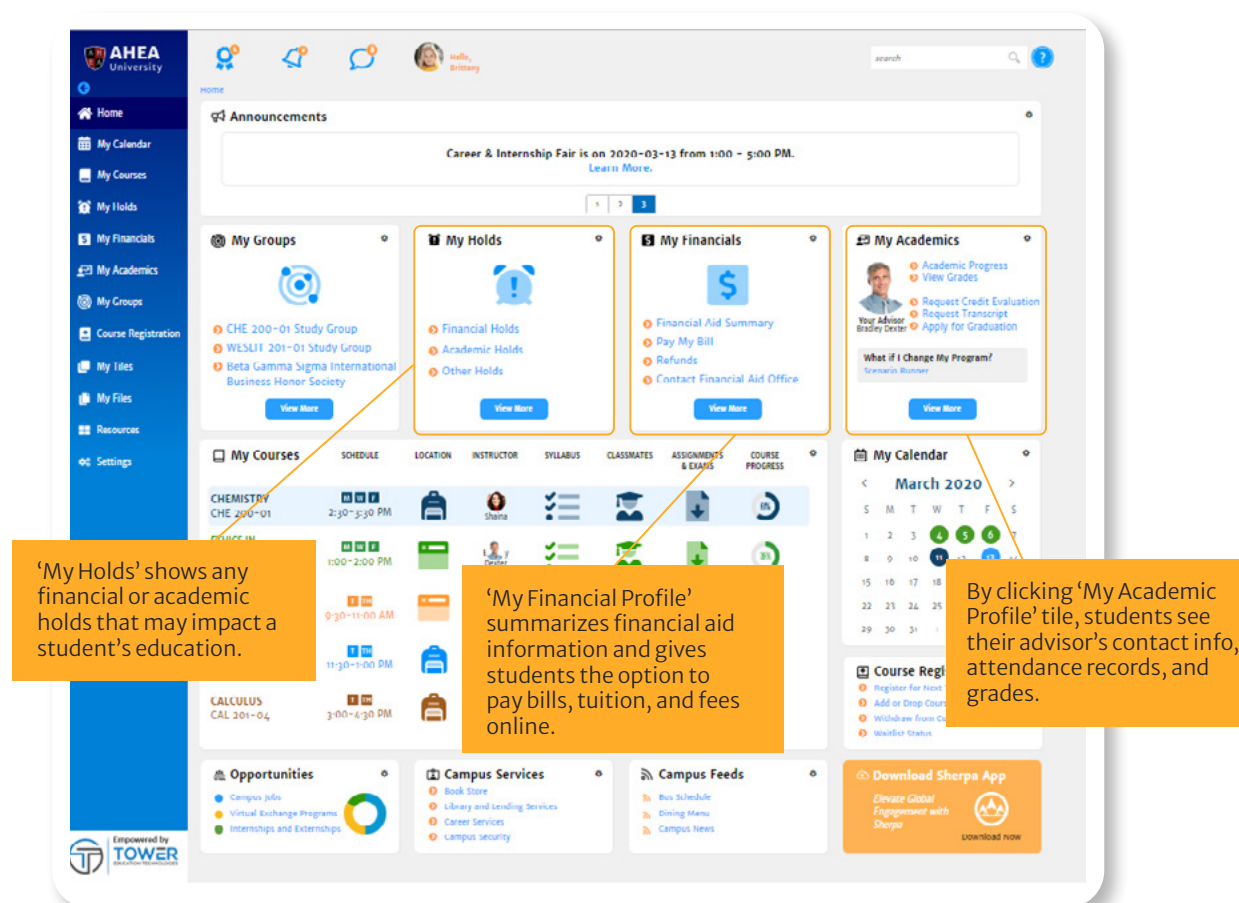 AHEA
University
Hello,
Brittany
search
?
Home
Home
My Calendar
My Courses
My Holds
My Financials
My Academics
My Groups
Course Registration
My Tiles
My Files
Resources
Settings
Announcements
Career & Internship Fair is on 2020-03-13 from 1:00 - 5:00 PM.
Learn More.
1 2 3
My Groups
CHE 200-01 Study Group
WESLIT 201-01 Study Group
Beta Gamma Sigma International
Business Honor Society
View More
My Holds
Financial Holds
Academic Holds
Other Holds
View More
My Financials
Financial Aid Summary
Pay My Bill
Refunds
Contact Financial Aid Office
View More
My Academics
Academic Progress
View Grades
Request Credit Evaluation
Request Transcript
Apply for Graduation
Your Advisor
Bradley Dexter
What if I Change My Program?
Scenario Runner
View More
My Courses SCHEDULE LOCATION INSTRUCTOR SYLLABUS CLASSMATES ASSIGNMENTS & EXAMS COURSE PROGRESS
CHEMISTRY M W F
CHE 200-01 2:30-5:30 PM Shaina
M W F
1:00-2:00 PM
T TH
9:30-11:00 AM
T TH
11:30-1:00 PM
CALCULUS T TH
CAL 201-04 3:00-4:30 PM
My Calendar
March 2020
S M T W T F S
1 2 3 4 5 6 7
8 9 10 11 12 13
15 16 17 18
22 23 24 25
29 30 31
Course Regi
Register for Next
Add or Drop Cours
Withdraw from Co
Waitlist Status
‘My Holds’ shows any
financial or academic
holds that may impact a
student’s education.
‘My Financial Profile’
summarizes financial aid
information and gives
students the option to
pay bills, tuition, and fees
online.
By clicking ‘My Academic
Profile’ tile, students see
their advisor’s contact info,
attendance records, and
grades.
Opportunities
Campus Jobs
Virtual Exchange Programs
Internships and Externships
Campus Services
Book Store
Library and Lending Services
Career Services
Campus Security
Campus Feeds
Bus Schedule
Dining Menu
Campus News
Download Sherpa App
Elevate Global
Engagement with
Sherpa
Download Now
Empowered by
TOWER
EDUCATION TECHNOLOGIES